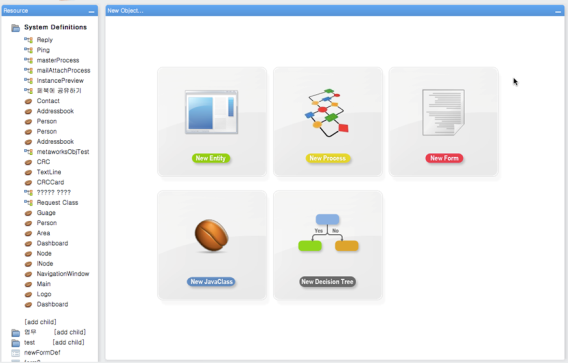 Resource
New Object...
System Definitions
Reply
Ping
masterProcess
mailAttachProcess
InstancePreview
페북동 공유하기
Contact
Addressbook
Person
Person
Addressbook
metaworksObjTest
CRC
TextLine
CRCCard
????? ????
Request Class
Guage
Person
Area
Dashboard
Node
INode
NavigationWindow
Main
Logo
Dashboard
[add child]
업무 [add child]
test [add child]
newFormDef
New Entity
New Process
New Form
New JavaClass
Yes No
New Decision Tree